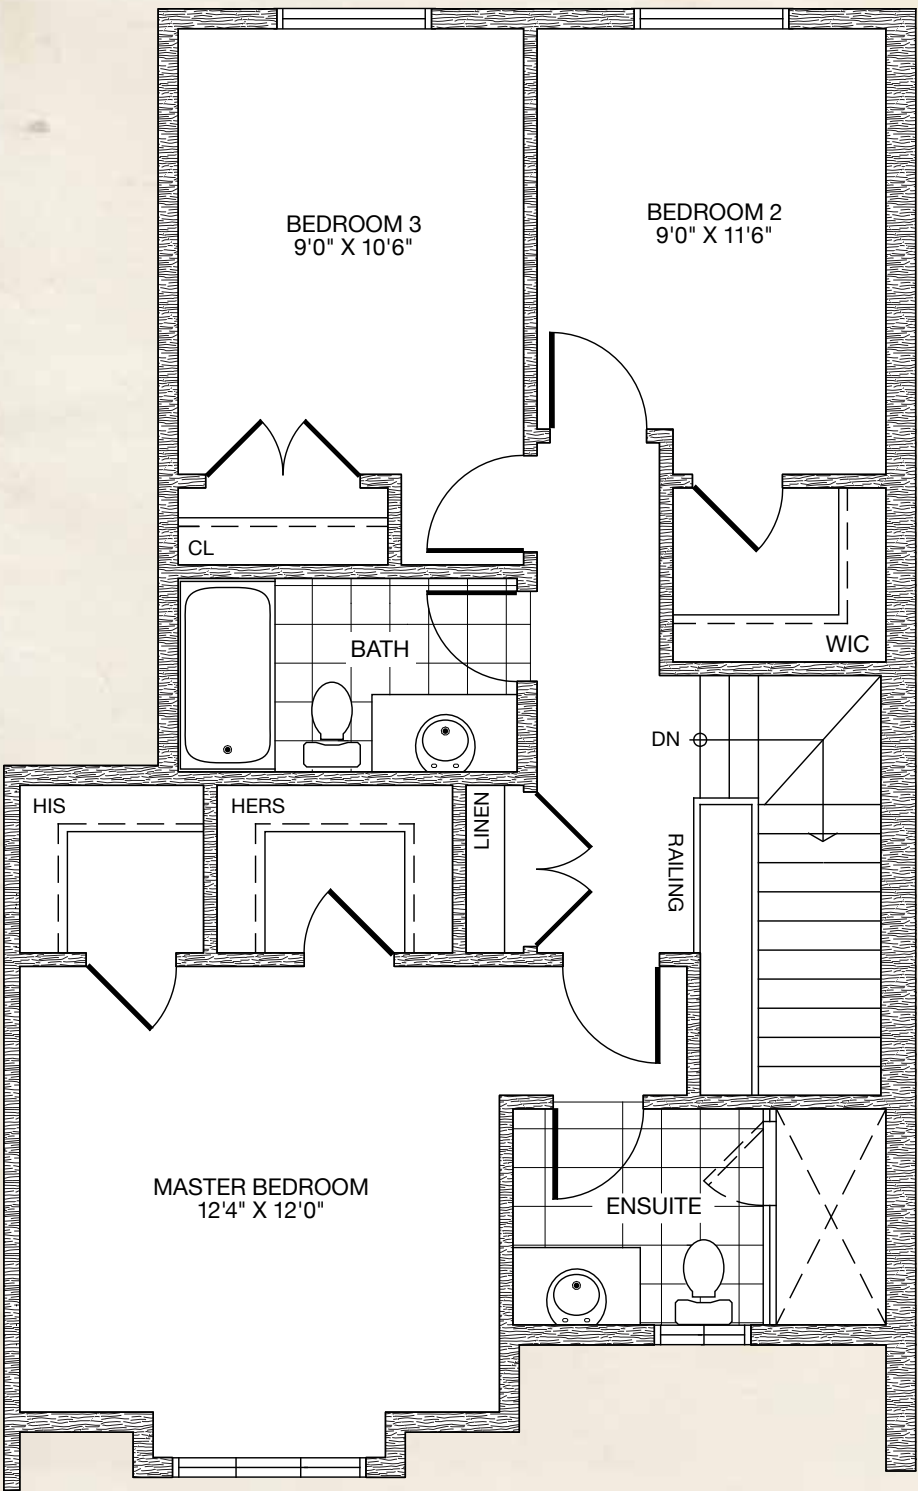 BEDROOM 3
9'0" X 10'6"
BEDROOM 2
9'0" X 11'6"
CL
BATH
WIC
DN
HIS
HERS
LINEN
RAILING
MASTER BEDROOM
12'4" X 12'0"
ENSUITE